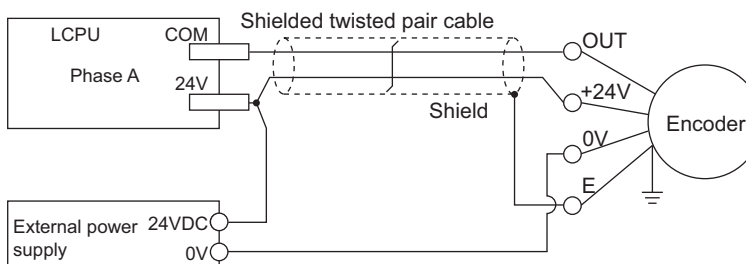 Shielded twisted pair cable
LCPU
COM
Phase A
24V
Shield
OUT
+24V
0V
E
Encoder
External power
supply
24VDC
0V